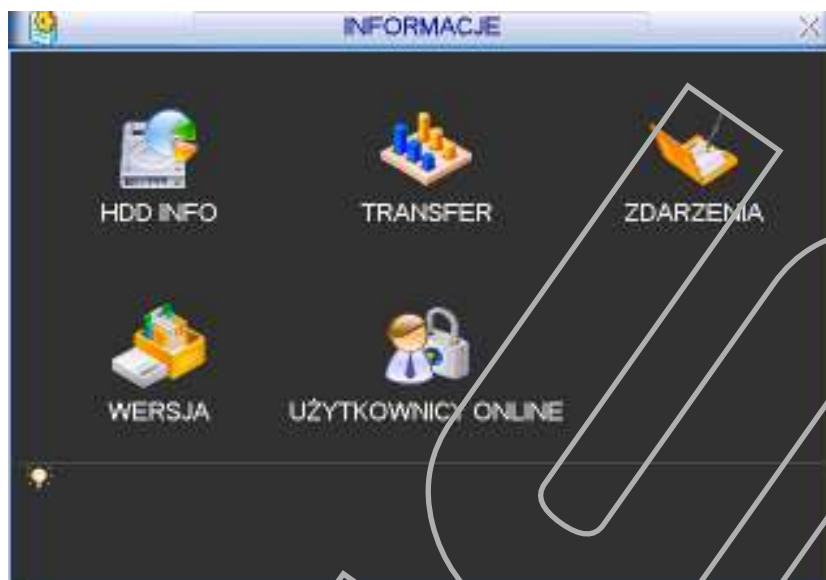 INFORMACJE
HDD INFO
TRANSFER
ZDARZENIA
WERSJA
UŻYTKOWNICY ONLINE